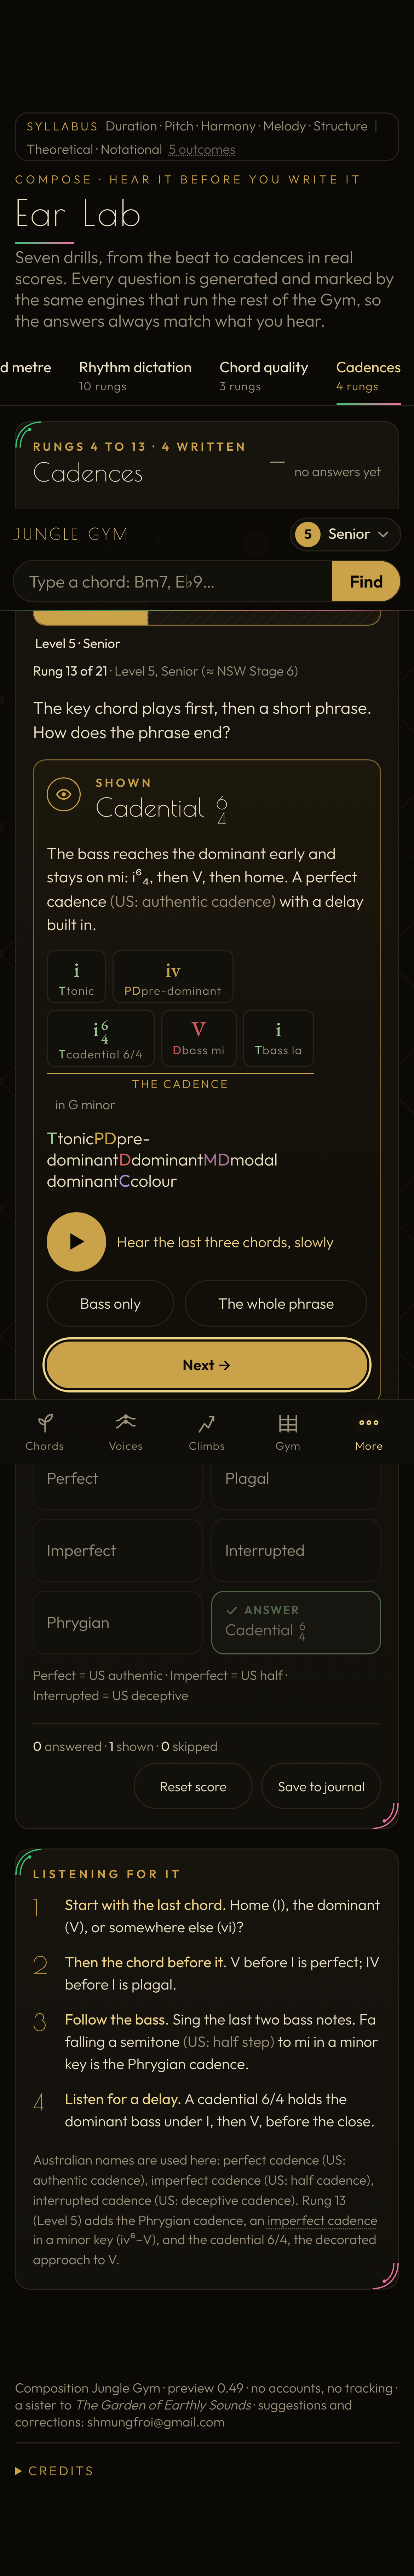 SYLLABUS Duration · Pitch · Harmony · Melody · Structure |
Theoretical · Notational 5 outcomes
COMPOSE · HEAR IT BEFORE YOU WRITE IT
Ear Lab
Seven drills, from the beat to cadences in real
scores. Every question is generated and marked by
the same engines that run the rest of the Gym, so
the answers always match what you hear.
d metre Rhythm dictation Chord quality Cadences
10 rungs 3 rungs 4 rungs
RUNGS 4 TO 13 · 4 WRITTEN
Cadences — no answers yet
JUNGLE GYM 5 Senior
Type a chord: Bm7, E♭9... Find
Level 5 · Senior
Rung 13 of 21 · Level 5, Senior (≈ NSW Stage 6)
The key chord plays first, then a short phrase.
How does the phrase end?
SHOWN
Cadential 6 4
The bass reaches the dominant early and
stays on mi: i⁶₄, then V, then home. A perfect
cadence (US: authentic cadence) with a delay
built in.
i iv
Ttonic PDpre-dominant
i 6 4 V i
Tcadential 6/4 Dbass mi Tbass la
THE CADENCE
in G minor
TtonicPDpre-
dominantDdominantMDmodal
dominantCcolour
Hear the last three chords, slowly
Bass only The whole phrase
Next →
Chords Voices Climbs Gym More
Perfect Plagal
Imperfect Interrupted
Phrygian ✓ ANSWER
Cadential 6 4
Perfect = US authentic · Imperfect = US half ·
Interrupted = US deceptive
0 answered · 1 shown · 0 skipped
Reset score Save to journal
LISTENING FOR IT
1 Start with the last chord. Home (I), the dominant
(V), or somewhere else (vi)?
2 Then the chord before it. V before I is perfect; IV
before I is plagal.
3 Follow the bass. Sing the last two bass notes. Fa
falling a semitone (US: half step) to mi in a minor
key is the Phrygian cadence.
4 Listen for a delay. A cadential 6/4 holds the
dominant bass under I, then V, before the close.
Australian names are used here: perfect cadence (US:
authentic cadence), imperfect cadence (US: half cadence),
interrupted cadence (US: deceptive cadence). Rung 13
(Level 5) adds the Phrygian cadence, an imperfect cadence
in a minor key (iv⁶–V), and the cadential 6/4, the decorated
approach to V.
Composition Jungle Gym · preview 0.49 · no accounts, no tracking ·
a sister to The Garden of Earthly Sounds · suggestions and
corrections: shmungfroi@gmail.com
▶ CREDITS